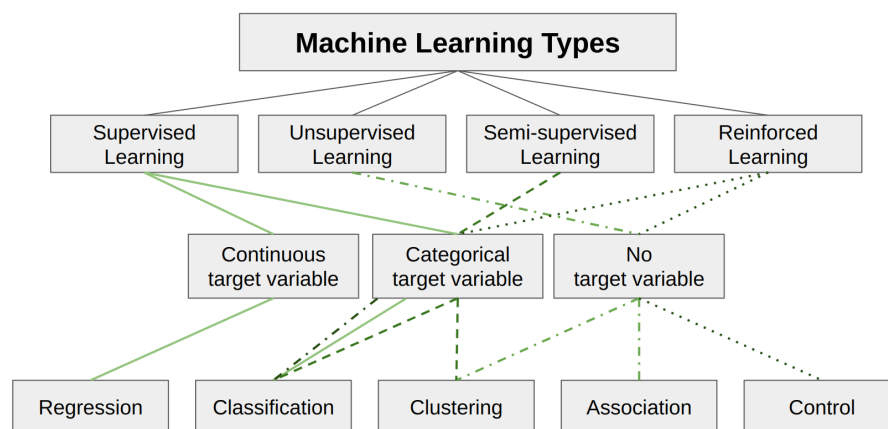 Machine Learning Types
Supervised
Learning
Unsupervised
Learning
Semi-supervised
Learning
Reinforced
Learning
Continuous
target variable
Categorical
target variable
No
target variable
Regression
Classification
Clustering
Association
Control